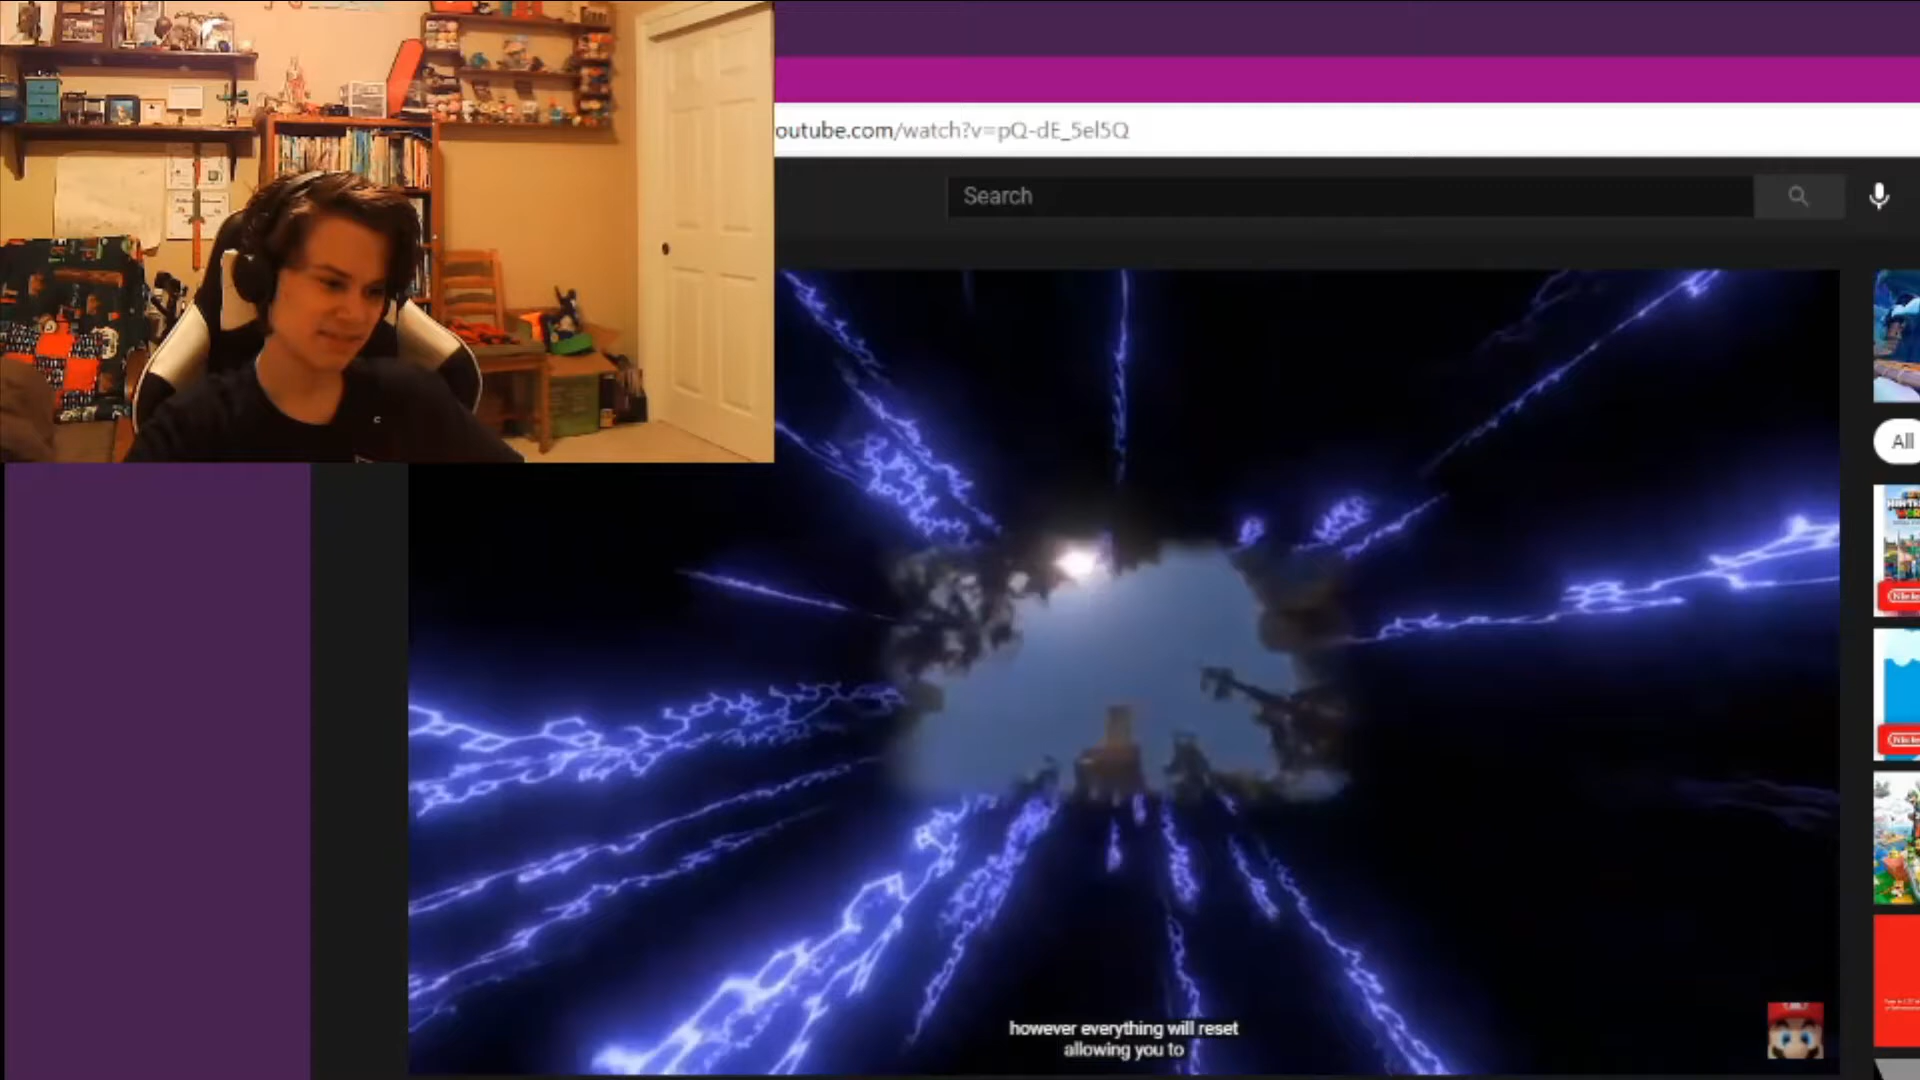 outube.com/watch?v=pQ-dE_5el5Q
Search
All
however everything will reset
allowing you to